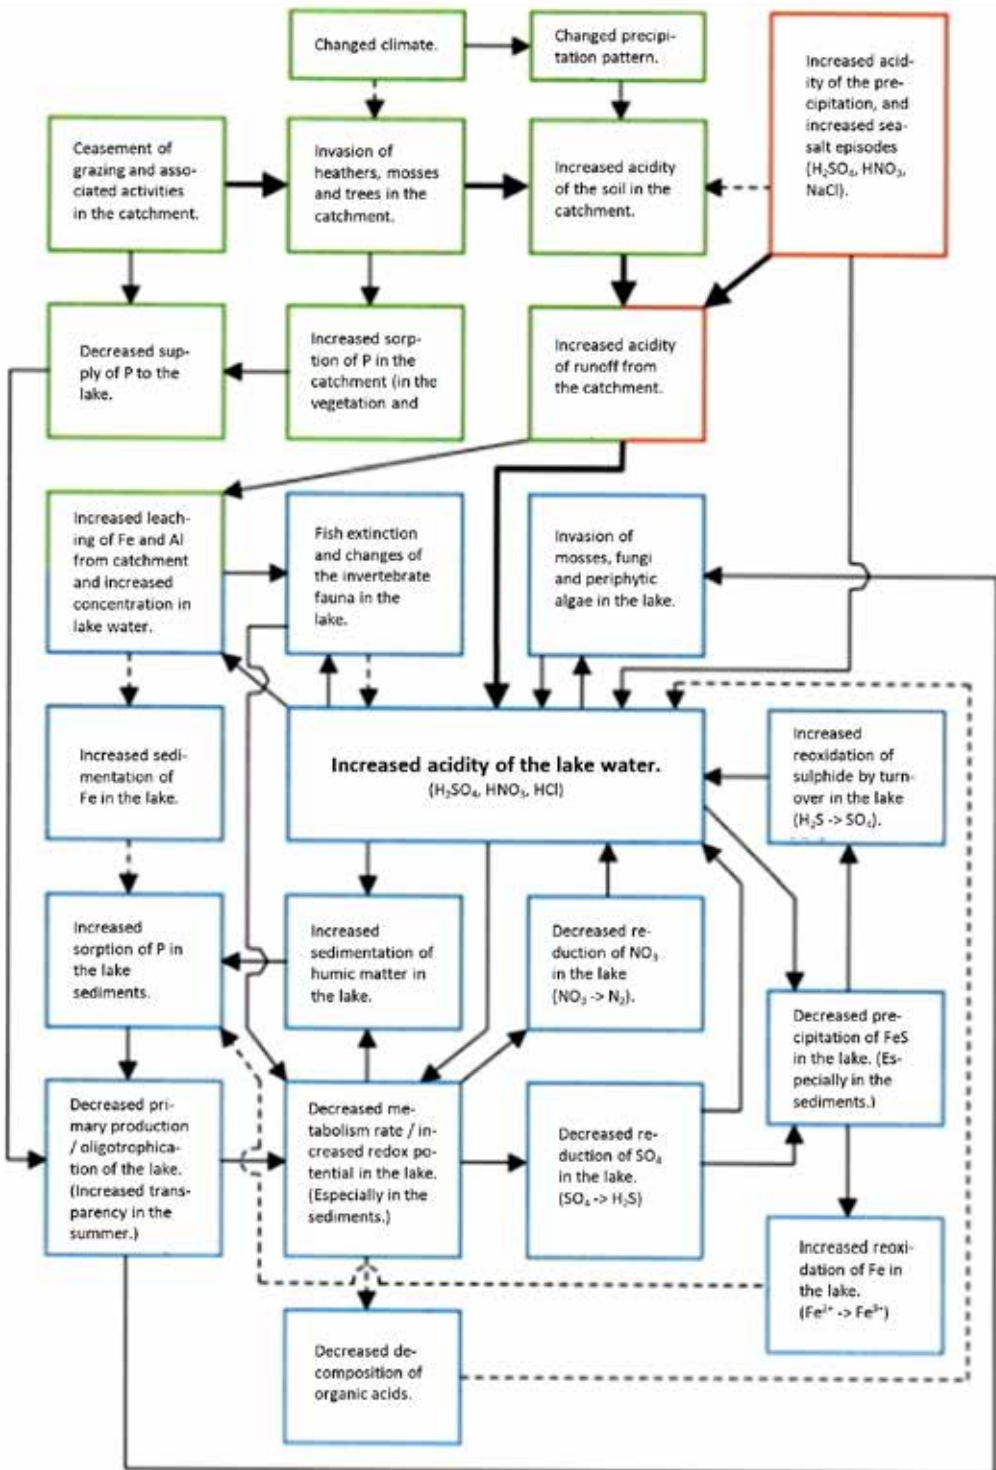 Changed climate.
Changed precipi-
tation pattern.
Increased acid-
ity of the pre-
cipitation, and
increased sea-
salt episodes
(H₂SO₄, HNO₃,
NaCl).
Ceasement of
grazing and asso-
ciated activities
in the catchment.
Invasion of
heathers, mosses
and trees in the
catchment.
Increased acidity
of the soil in the
catchment.
Decreased sup-
ply of P to the
lake.
Increased sorp-
tion of P in the
catchment (in the
vegetation and
Increased acidity
of runoff from
the catchment.
Increased leach-
ing of Fe and Al
from catchment
and increased
concentration in
lake water.
Fish extinction
and changes of
the invertebrate
fauna in the
lake.
Invasion of
mosses, fungi
and periphytic
algae in the lake.
Increased sedi-
mentation of
Fe in the lake.
Increased acidity of the lake water.
(H₂SO₄, HNO₃, HCl)
Increased
reoxidation of
sulphide by turn-
over in the lake
(H₂S -> SO₄).
Increased
sorption of P in
the lake
sediments.
Increased
sedimentation of
humic matter in
the lake.
Decreased re-
duction of NO₃
in the lake
(NO₃ -> N₂).
Decreased pre-
cipitation of FeS
in the lake. (Es-
pecially in the
sediments.)
Decreased pri-
mary production
/ oligotrophica-
tion of the lake.
(Increased trans-
parency in the
summer.)
Decreased me-
tabolism rate / in-
creased redox po-
tential in the lake.
(Especially in the
sediments.)
Decreased re-
duction of SO₄
in the lake.
(SO₄ -> H₂S)
Increased reoxi-
dation of Fe in
the lake.
(Fe²⁺ -> Fe³⁺)
Decreased de-
composition of
organic acids.